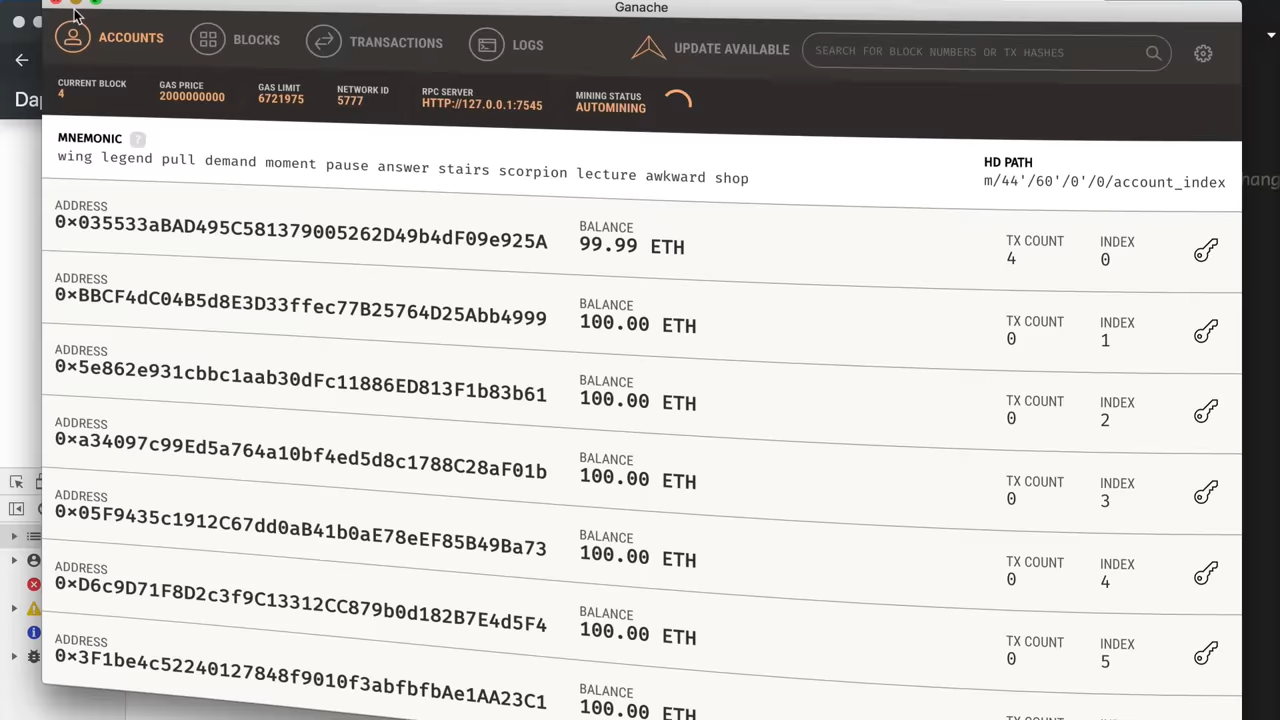 Ganache
ACCOUNTS BLOCKS TRANSACTIONS LOGS UPDATE AVAILABLE SEARCH FOR BLOCK NUMBERS OR TX HASHES
CURRENT BLOCK GAS PRICE GAS LIMIT NETWORK ID RPC SERVER MINING STATUS
4 2000000000 6721975 5777 HTTP://127.0.0.1:7545 AUTOMINING
Da
MNEMONIC ? HD PATH
wing legend pull demand moment pause answer stairs scorpion lecture awkward shop m/44'/60'/0'/0/account_index
hang
ADDRESS BALANCE TX COUNT INDEX
0×035533aBAD495C581379005262D49b4dF09e925A 99.99 ETH 4 0
ADDRESS BALANCE TX COUNT INDEX
0×BBCF4dC04B5d8E3D33ffec77B25764D25Abb4999 100.00 ETH 0 1
ADDRESS BALANCE TX COUNT INDEX
0×5e862e931cbbc1aab30dFc11886ED813F1b83b61 100.00 ETH 0 2
ADDRESS BALANCE TX COUNT INDEX
0×a34097c99Ed5a764a10bf4ed5d8c1788C28aF01b 100.00 ETH 0 3
ADDRESS BALANCE TX COUNT INDEX
0×05F9435c1912C67dd0aB41b0aE78eEF85B49Ba73 100.00 ETH 0 4
ADDRESS BALANCE TX COUNT INDEX
0×D6c9D71F8D2c3f9C13312CC879b0d182B7E4d5F4 100.00 ETH 0 5
ADDRESS BALANCE
0×3F1be4c52240127848f9010f3abfbfbAe1AA23C1 100.00 ETH